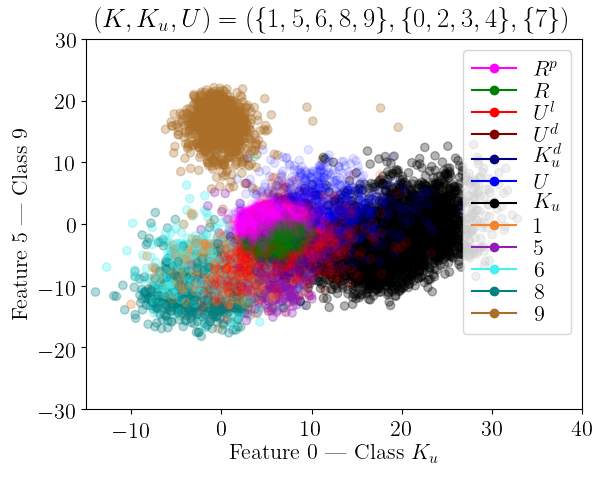 (K, K_u, U) = ({1, 5, 6, 8, 9}, {0, 2, 3, 4}, {7})
30
20
10
0
−10
−20
−30
Feature 5 — Class 9
−10
0
10
20
30
40
Feature 0 — Class K_u
R^p
R
U^l
U^d
K_u^d
U
K_u
1
5
6
8
9